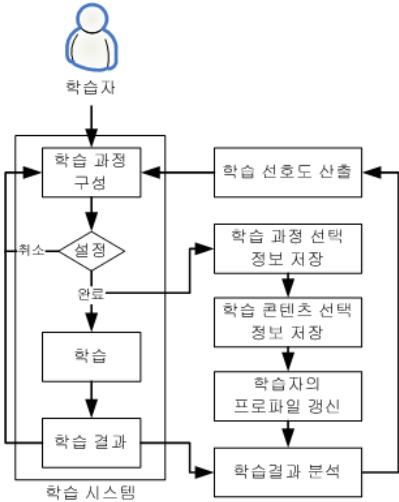 학습자
학습 과정
구성
학습 선호도 산출
취소
설정
학습 과정 선택
정보 저장
완료
학습 콘텐츠 선택
정보 저장
학습
학습자의
프로파일 갱신
학습 결과
학습결과 분석
학습 시스템